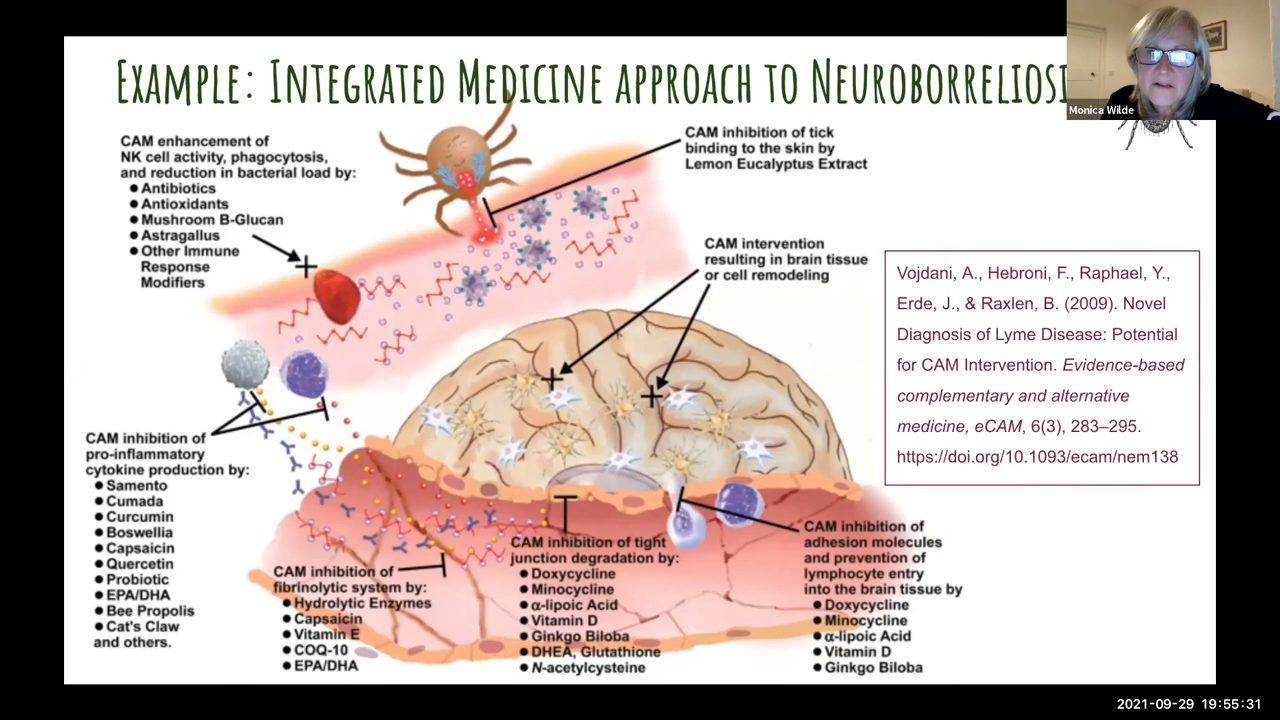 EXAMPLE: INTEGRATED MEDICINE APPROACH TO NEUROBORRELIOSI
Monica Wilde
CAM enhancement of
NK cell activity, phagocytosis,
and reduction in bacterial load by:
● Antibiotics
● Antioxidants
● Mushroom B-Glucan
● Astragallus
● Other Immune
Response
Modifiers
CAM inhibition of tick
binding to the skin by
Lemon Eucalyptus Extract
CAM intervention
resulting in brain tissue
or cell remodeling
Vojdani, A., Hebroni, F., Raphael, Y.,
Erde, J., & Raxlen, B. (2009). Novel
Diagnosis of Lyme Disease: Potential
for CAM Intervention. Evidence-based
complementary and alternative
medicine, eCAM, 6(3), 283–295.
https://doi.org/10.1093/ecam/nem138
CAM inhibition of
pro-inflammatory
cytokine production by:
● Samento
● Cumada
● Curcumin
● Boswellia
● Capsaicin
● Quercetin
● Probiotic
● EPA/DHA
● Bee Propolis
● Cat's Claw
and others.
CAM inhibition of
fibrinolytic system by:
● Hydrolytic Enzymes
● Capsaicin
● Vitamin E
● COQ-10
● EPA/DHA
CAM inhibition of tight
junction degradation by:
● Doxycycline
● Minocycline
● α-lipoic Acid
● Vitamin D
● Ginkgo Biloba
● DHEA, Glutathione
● N-acetylcysteine
CAM inhibition of
adhesion molecules
and prevention of
lymphocyte entry
into the brain tissue by
● Doxycycline
● Minocycline
● α-lipoic Acid
● Vitamin D
● Ginkgo Biloba
2021-09-29 19:55:31